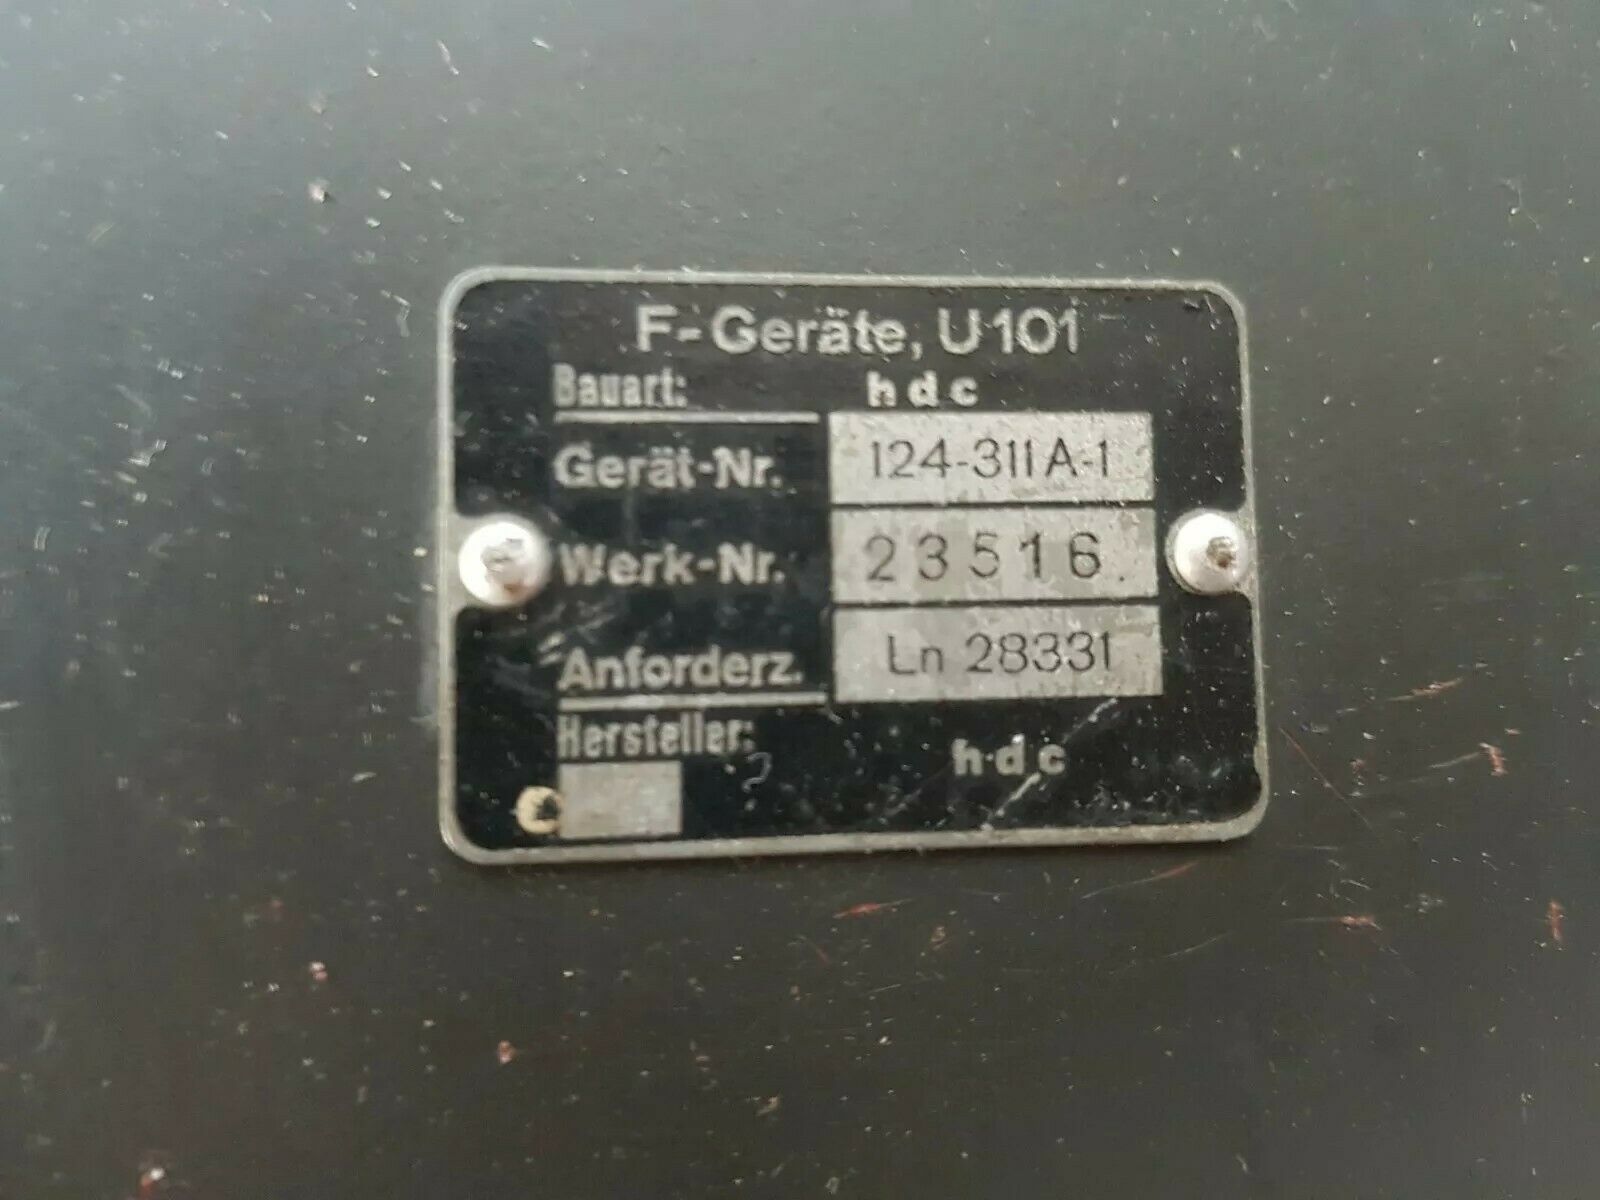 F-Geräte, U101
Bauart: hdc
Gerät-Nr. 124-311A-1
Werk-Nr. 23516
Anforderz. Ln 28331
Hersteller: hdc